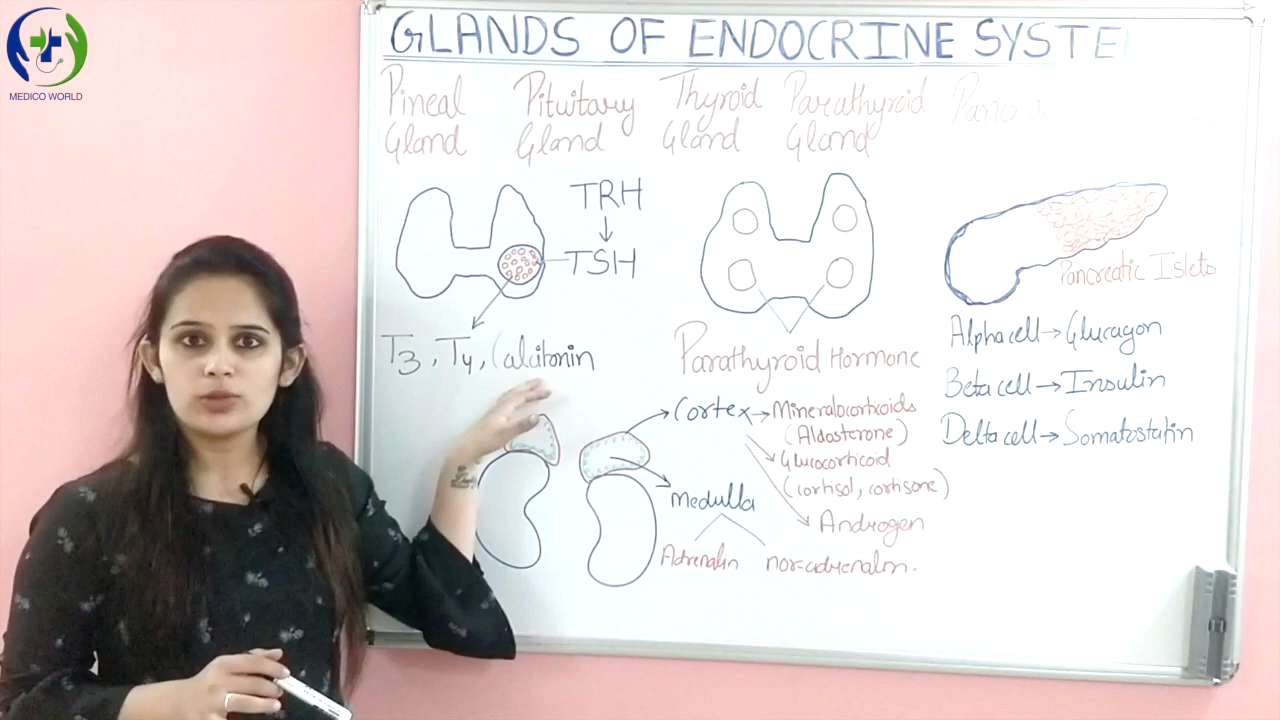 MEDICO WORLD
GLANDS OF ENDOCRINE SYSTE
Pineal Gland
Pituitary Gland
Thyroid Gland
Parathyroid Gland
TRH
TSH
T3, T4, Calcitonin
Parathyroid Hormone
Pancreatic Islets
Alpha cell → Glucagon
Beta cell → Insulin
Delta cell → Somatostatin
Cortex → Mineralocorticoids
(Aldosterone)
Glucocorticoid
(cortisol, cortisone)
Androgen
Medulla
Adrenalin nor-adrenalin.